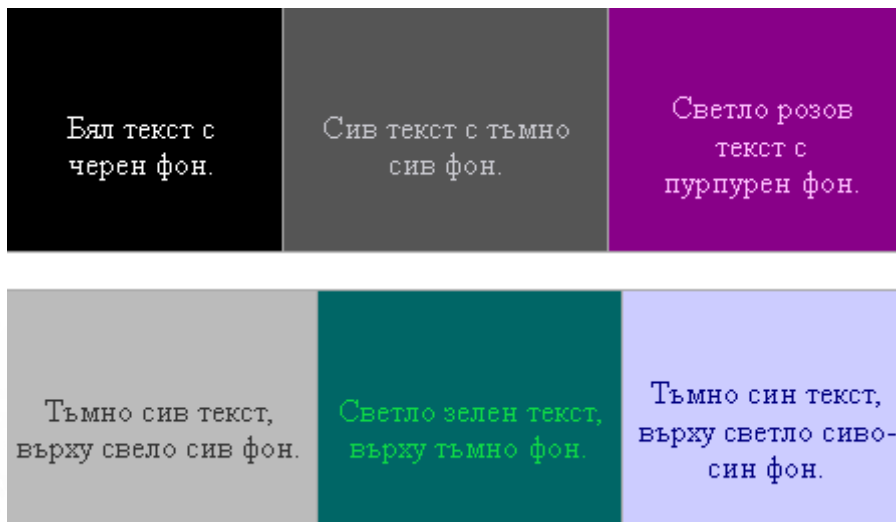 Бял текст с
черен фон.
Сив текст с тъмно
сив фон.
Светло розов
текст с
пурпурен фон.
Тъмно сив текст,
върху свело сив фон.
Светло зелен текст,
върху тъмно фон.
Тъмно син текст,
върху светло сиво-
син фон.